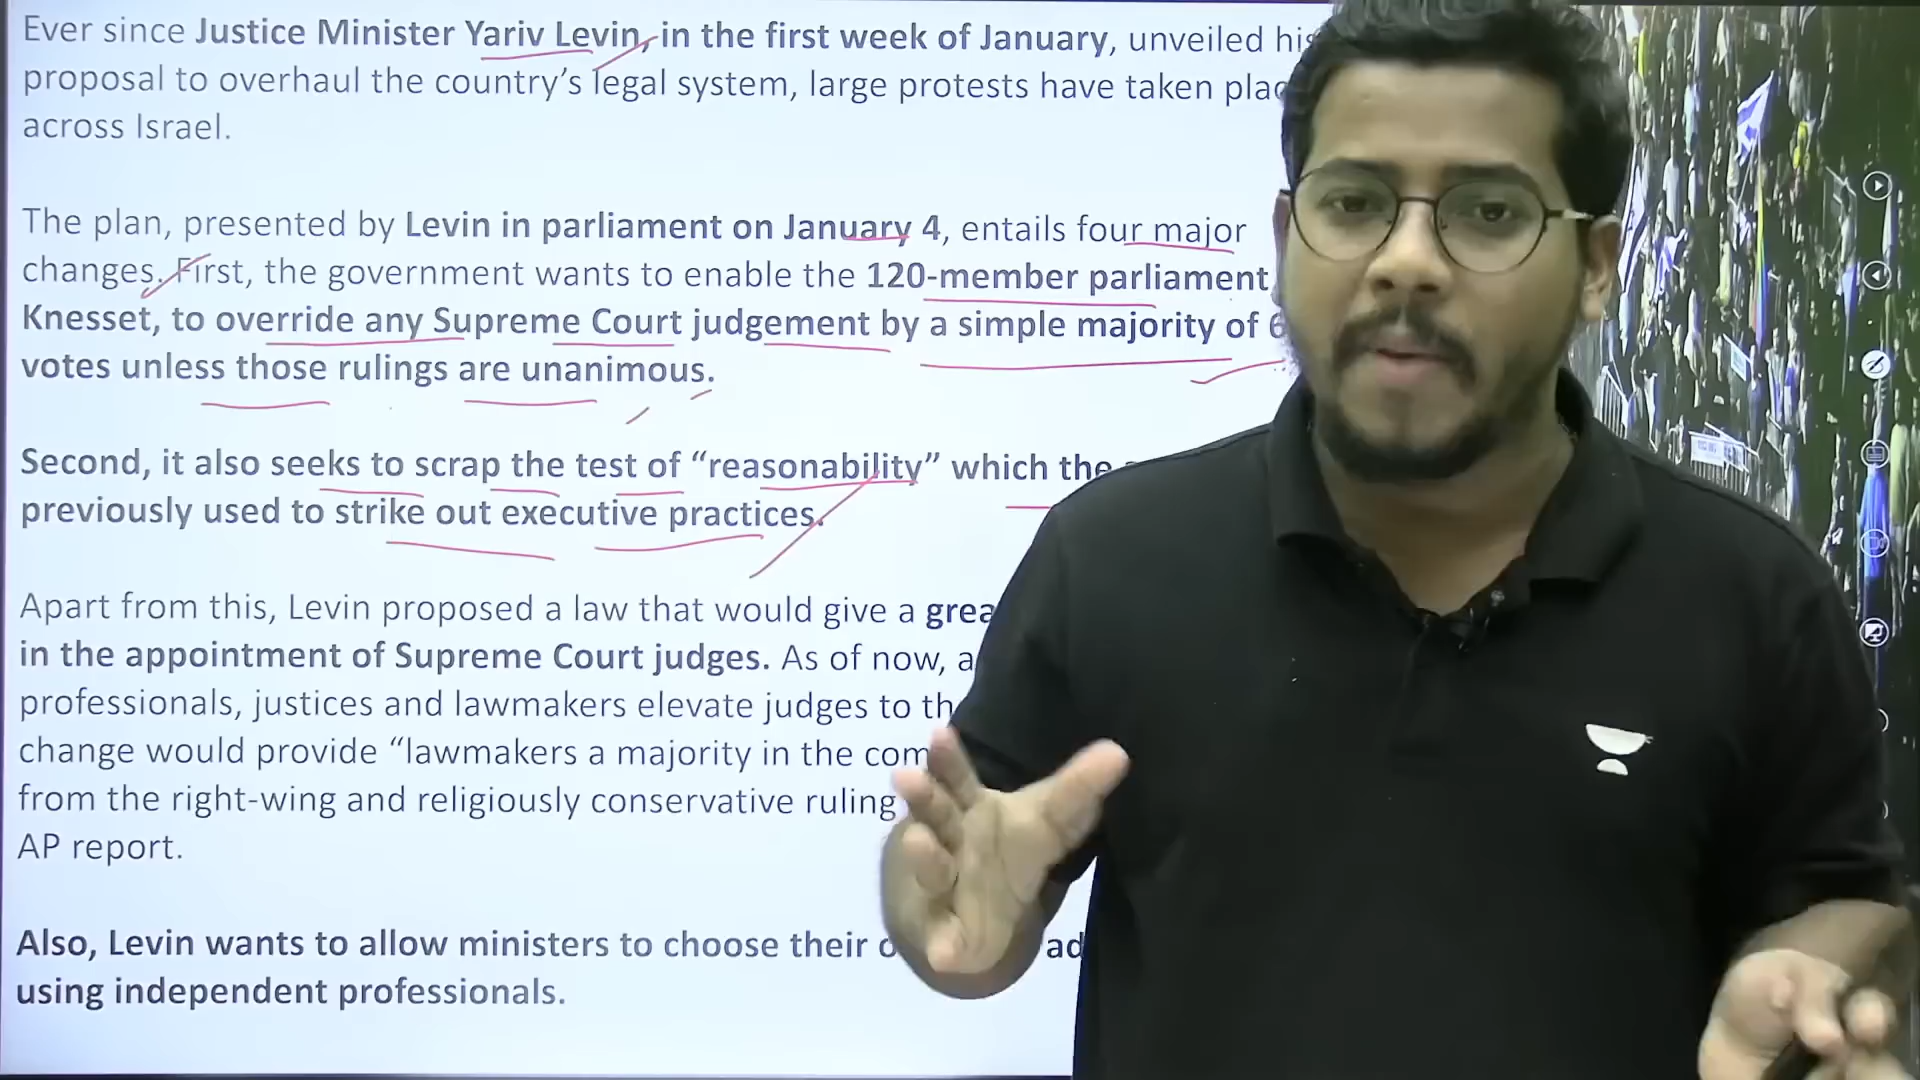 Ever since Justice Minister Yariv Levin, in the first week of January, unveiled his
proposal to overhaul the country’s legal system, large protests have taken
across Israel.
The plan, presented by Levin in parliament on January 4, entails four major
changes. First, the government wants to enable the 120-member parliament
Knesset, to override any Supreme Court judgement by a simple majority of
votes unless those rulings are unanimous.
Second, it also seeks to scrap the test of “reasonability” which the
previously used to strike out executive practices.
Apart from this, Levin proposed a law that would give a
in the appointment of Supreme Court judges. As of now,
professionals, justices and lawmakers elevate judges to
change would provide “lawmakers a majority in the
from the right-wing and religiously conservative ruling
AP report.
Also, Levin wants to allow ministers to choose their
using independent professionals.